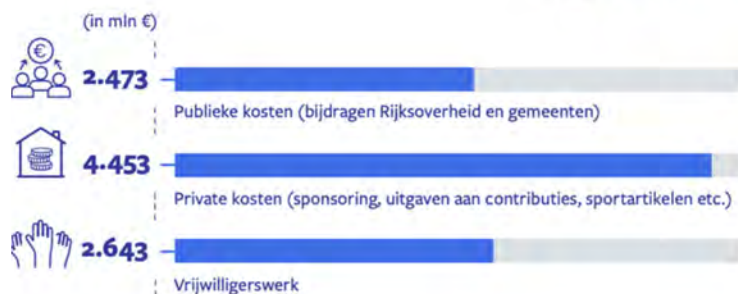 (in mln €)
€
2.473
Publieke kosten (bijdragen Rijksoverheid en gemeenten)
4.453
Private kosten (sponsoring, uitgaven aan contributies, sportartikelen etc.)
2.643
Vrijwilligerswerk